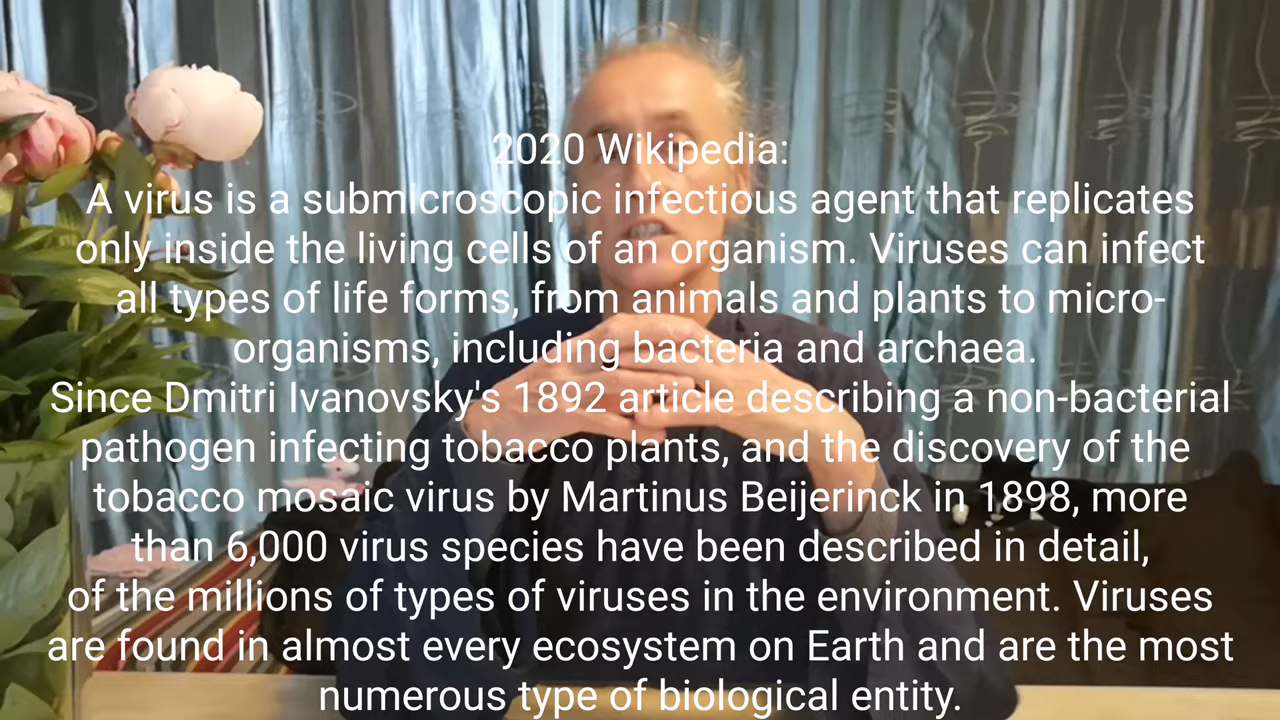 2020 Wikipedia:
A virus is a submicroscopic infectious agent that replicates
only inside the living cells of an organism. Viruses can infect
all types of life forms, from animals and plants to micro-
organisms, including bacteria and archaea.
Since Dmitri Ivanovsky's 1892 article describing a non-bacterial
pathogen infecting tobacco plants, and the discovery of the
tobacco mosaic virus by Martinus Beijerinck in 1898, more
than 6,000 virus species have been described in detail,
of the millions of types of viruses in the environment. Viruses
are found in almost every ecosystem on Earth and are the most
numerous type of biological entity.